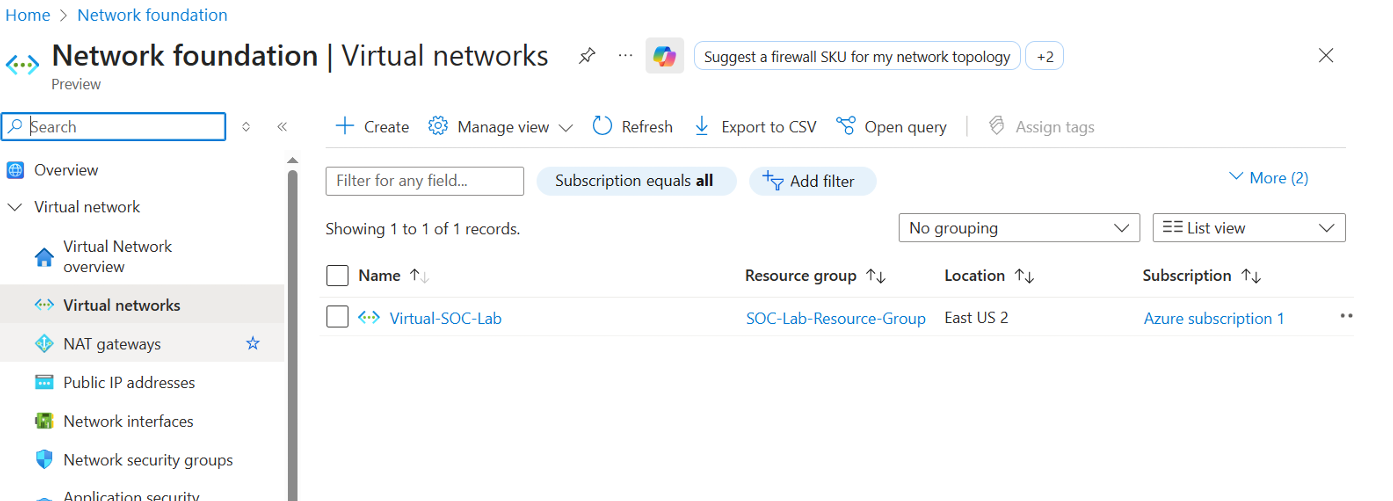 Home > Network foundation
Network foundation | Virtual networks ... Suggest a firewall SKU for my network topology +2
Preview
Search
Create Manage view Refresh Export to CSV Open query Assign tags
Overview
Virtual network
Virtual Network
overview
Virtual networks
NAT gateways
Public IP addresses
Network interfaces
Network security groups
Application security
Filter for any field... Subscription equals all Add filter More (2)
Showing 1 to 1 of 1 records. No grouping List view
Name Resource group Location Subscription
Virtual-SOC-Lab SOC-Lab-Resource-Group East US 2 Azure subscription 1